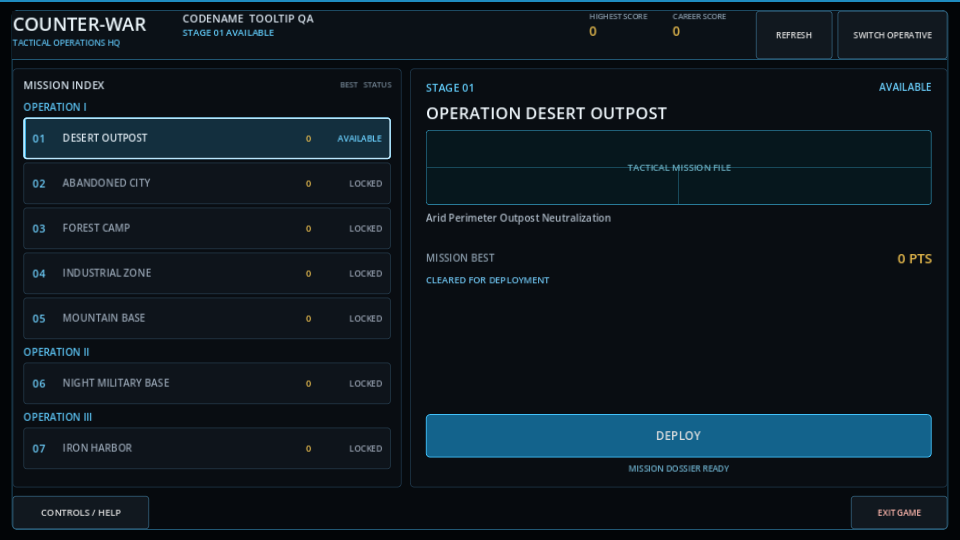 COUNTER-WAR
TACTICAL OPERATIONS HQ
CODENAME TOOLTIP QA
STAGE 01 AVAILABLE
HIGHEST SCORE
0
CAREER SCORE
0
REFRESH
SWITCH OPERATIVE
MISSION INDEX
BEST STATUS
OPERATION I
01 DESERT OUTPOST 0 AVAILABLE
02 ABANDONED CITY 0 LOCKED
03 FOREST CAMP 0 LOCKED
04 INDUSTRIAL ZONE 0 LOCKED
05 MOUNTAIN BASE 0 LOCKED
OPERATION II
06 NIGHT MILITARY BASE 0 LOCKED
OPERATION III
07 IRON HARBOR 0 LOCKED
STAGE 01
AVAILABLE
OPERATION DESERT OUTPOST
TACTICAL MISSION FILE
Arid Perimeter Outpost Neutralization
MISSION BEST 0 PTS
CLEARED FOR DEPLOYMENT
DEPLOY
MISSION DOSSIER READY
CONTROLS / HELP
EXIT GAME